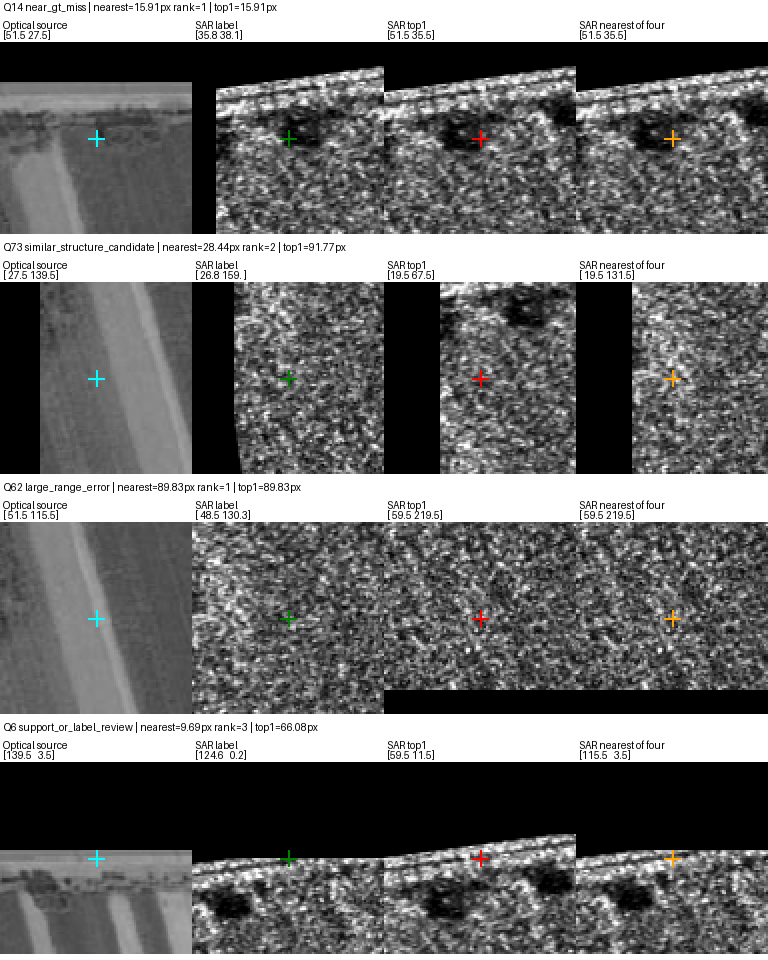 Q14 near_gt_miss | nearest=15.91px rank=1 | top1=15.91px
Optical source SAR label SAR top1 SAR nearest of four
[51.5 27.5] [35.8 38.1] [51.5 35.5] [51.5 35.5]
Q73 similar_structure_candidate | nearest=28.44px rank=2 | top1=91.77px
Optical source SAR label SAR top1 SAR nearest of four
[ 27.5 139.5] [ 26.8 159. ] [19.5 67.5] [ 19.5 131.5]
Q62 large_range_error | nearest=89.83px rank=1 | top1=89.83px
Optical source SAR label SAR top1 SAR nearest of four
[ 51.5 115.5] [ 48.5 130.3] [ 59.5 219.5] [ 59.5 219.5]
Q6 support_or_label_review | nearest=9.69px rank=3 | top1=66.08px
Optical source SAR label SAR top1 SAR nearest of four
[139.5 3.5] [124.6 0.2] [59.5 11.5] [115.5 3.5]